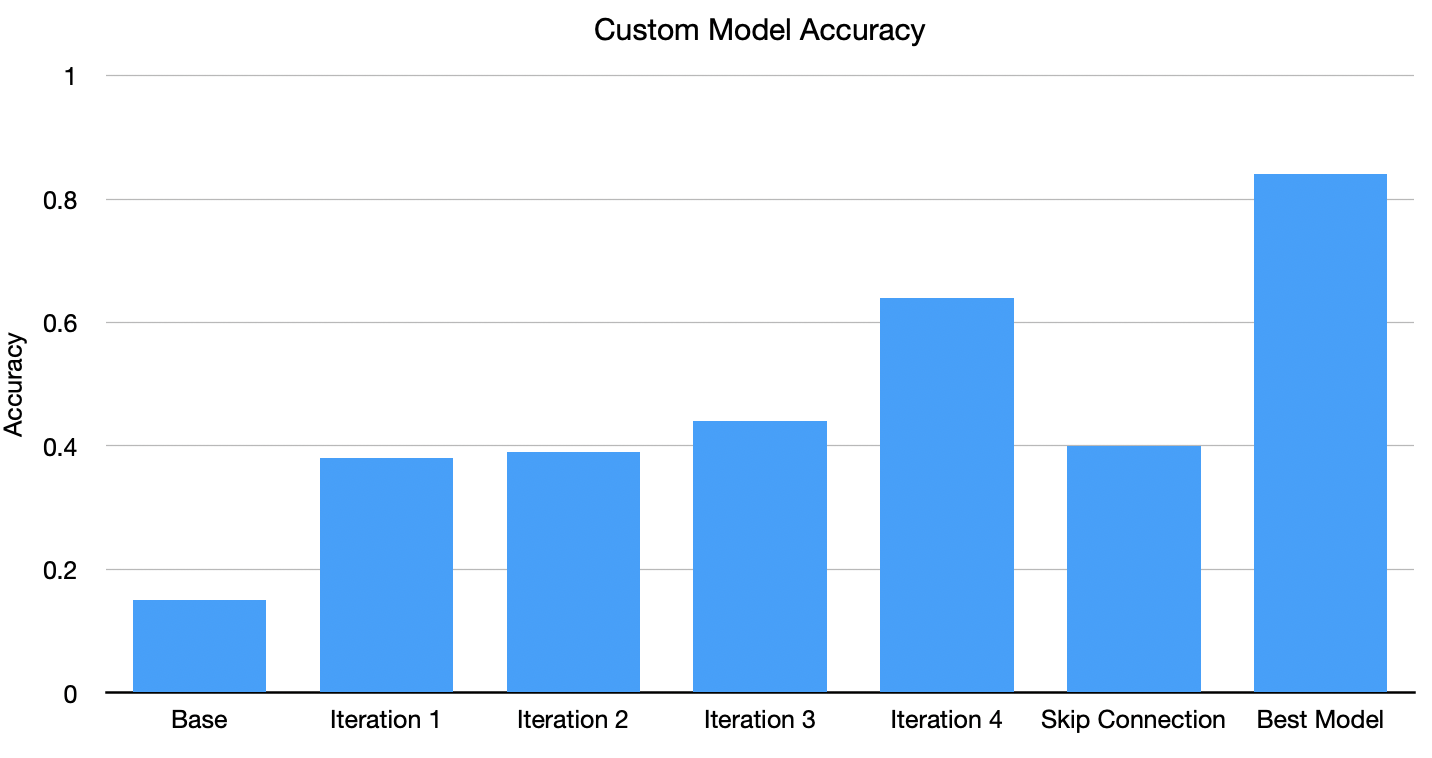 Custom Model Accuracy
1
0.8
0.6
0.4
0.2
0
Accuracy
Base
Iteration 1
Iteration 2
Iteration 3
Iteration 4
Skip Connection
Best Model